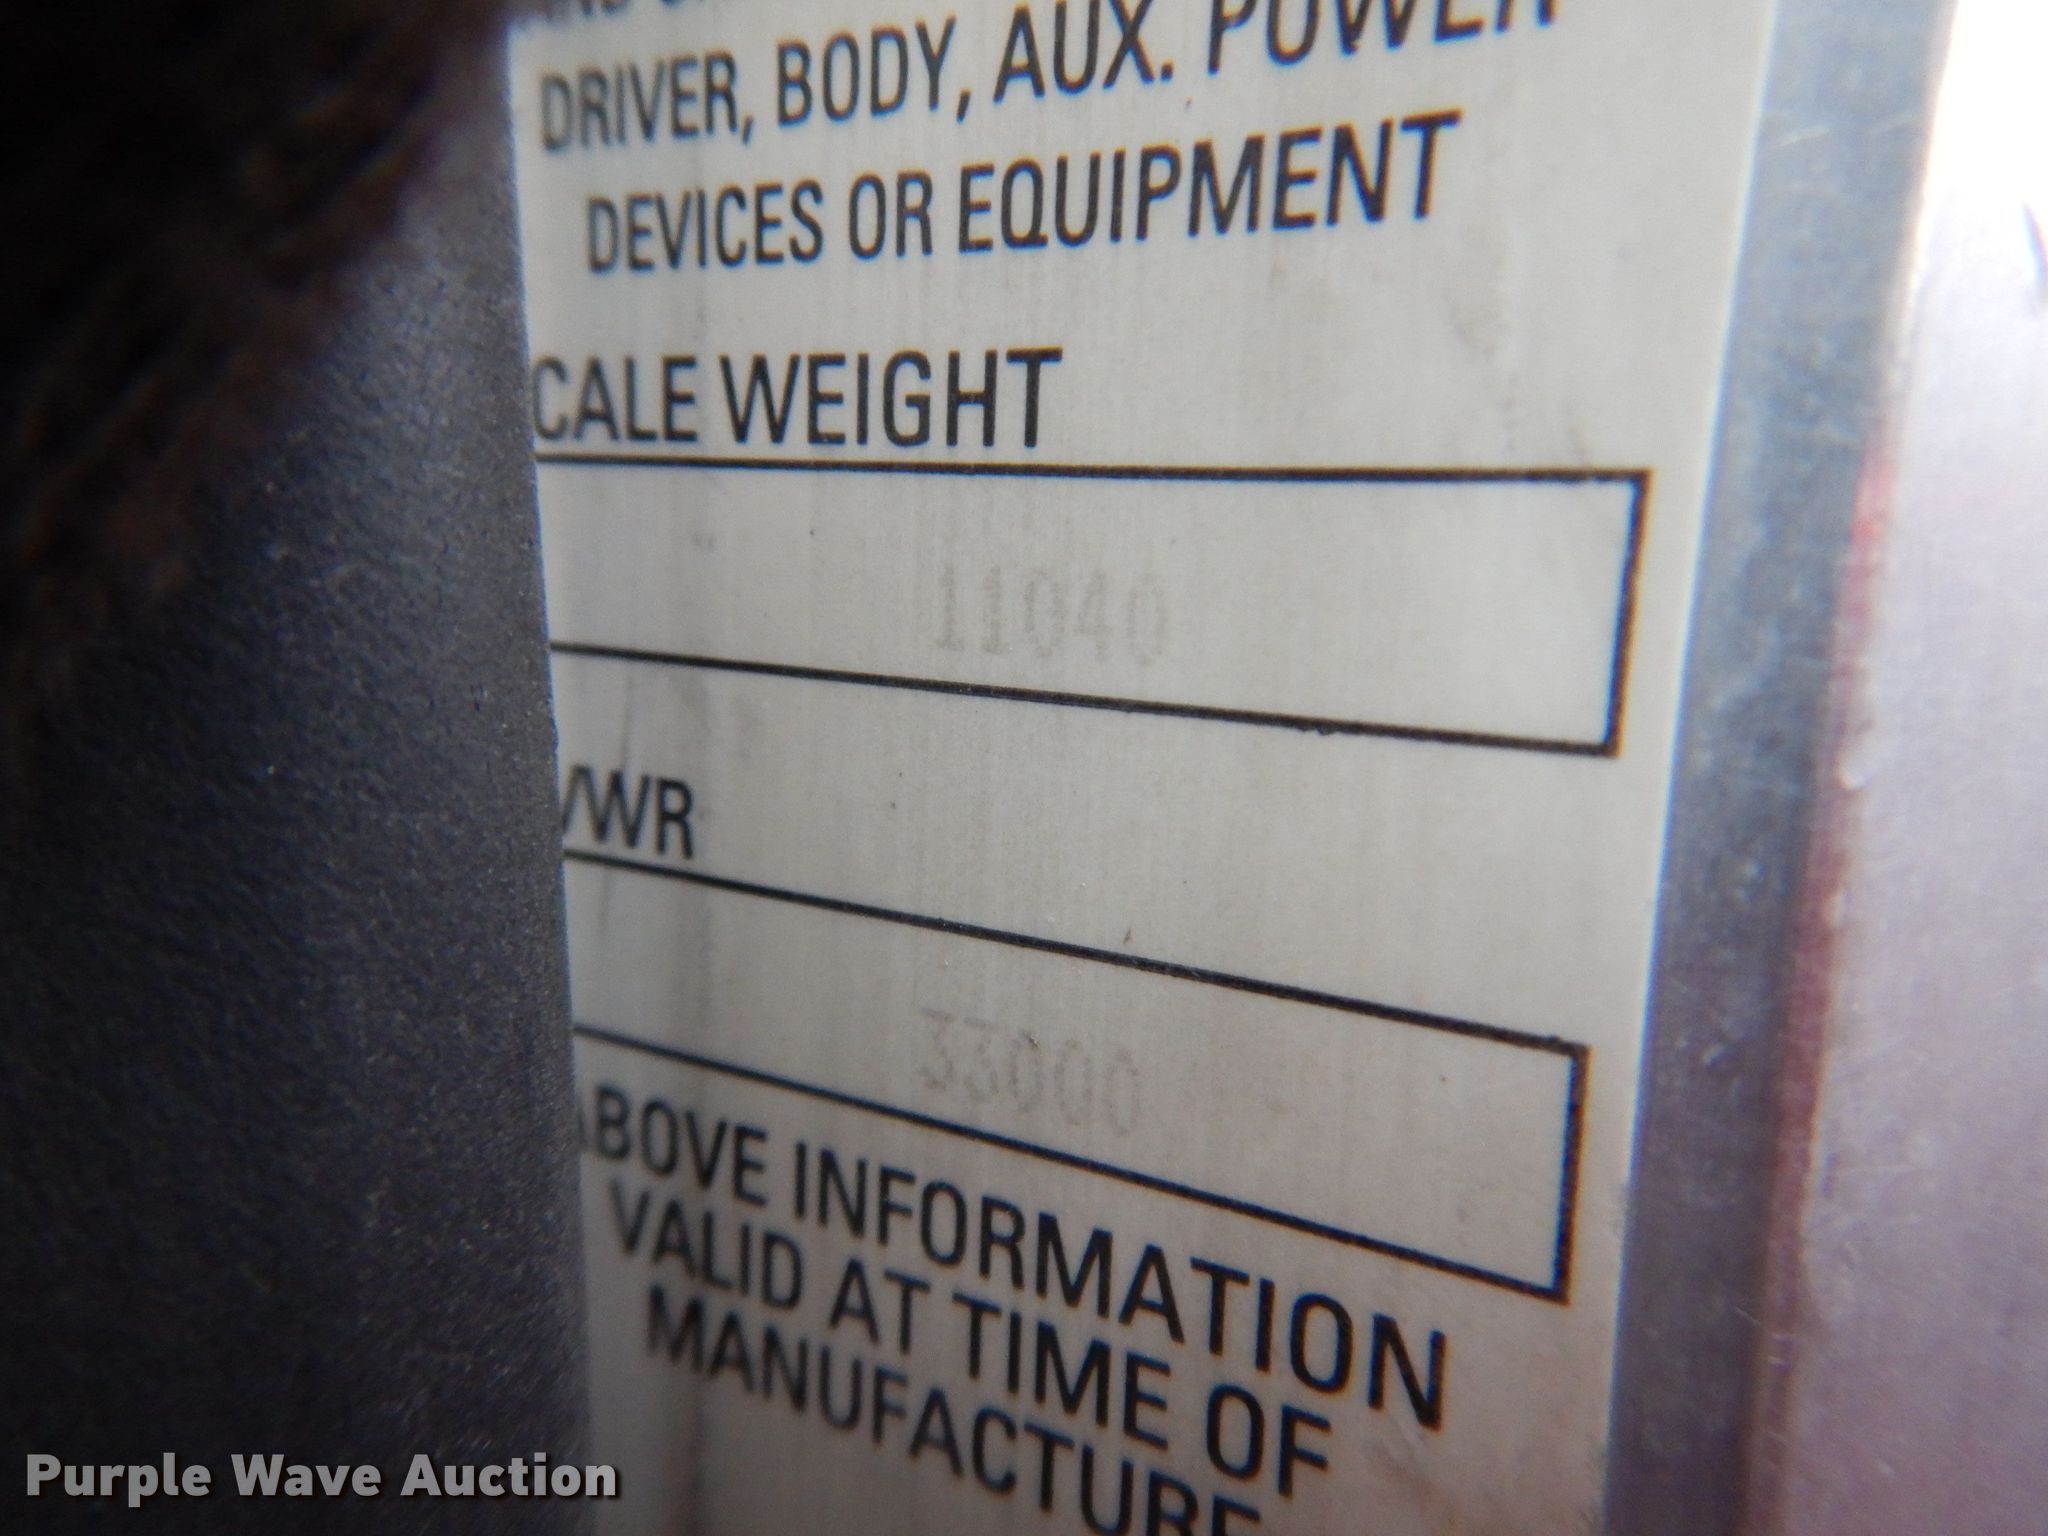 DRIVER, BODY, AUX. POWER
DEVICES OR EQUIPMENT
CALE WEIGHT
11040
VWR
33000
ABOVE INFORMATION
VALID AT TIME OF
MANUFACTURE
Purple Wave Auction